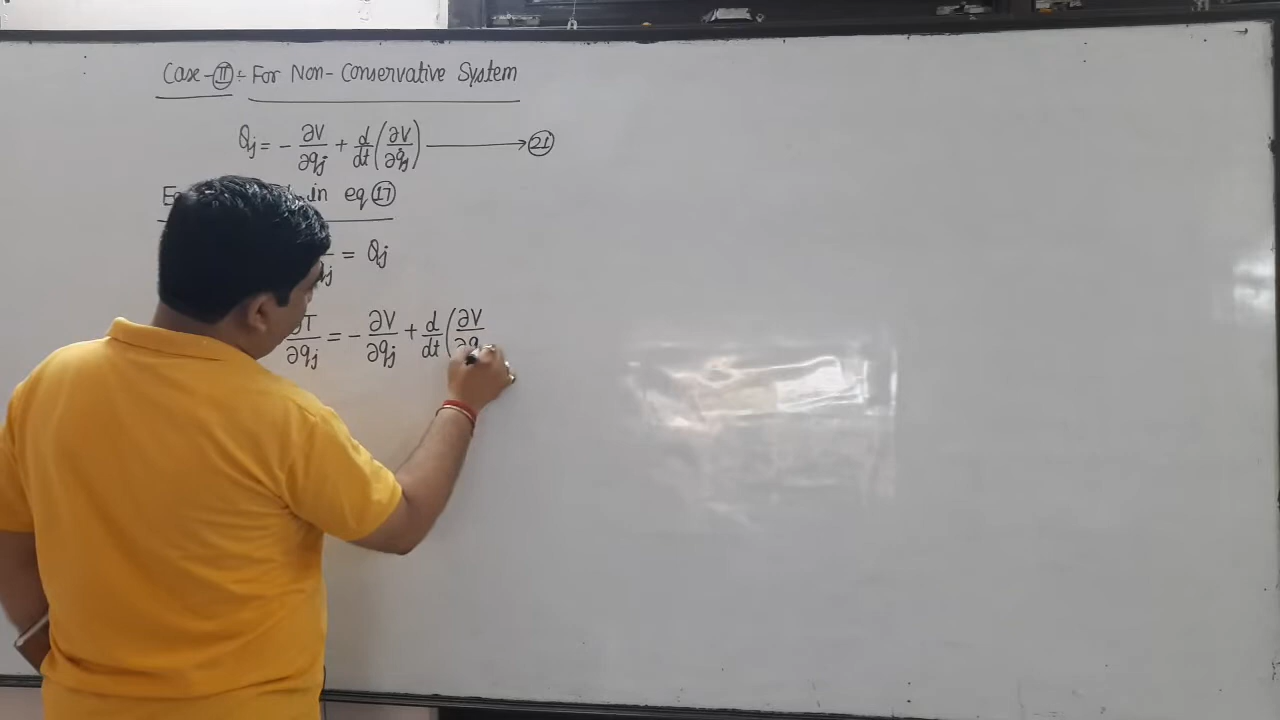 Case-II :- For Non-Conservative System
Qj = - ∂V/∂qj + d/dt (∂V/∂q̇j) → 21
in eq 17
= Qj
∂T/∂qj = - ∂V/∂qj + d/dt (∂V/∂q